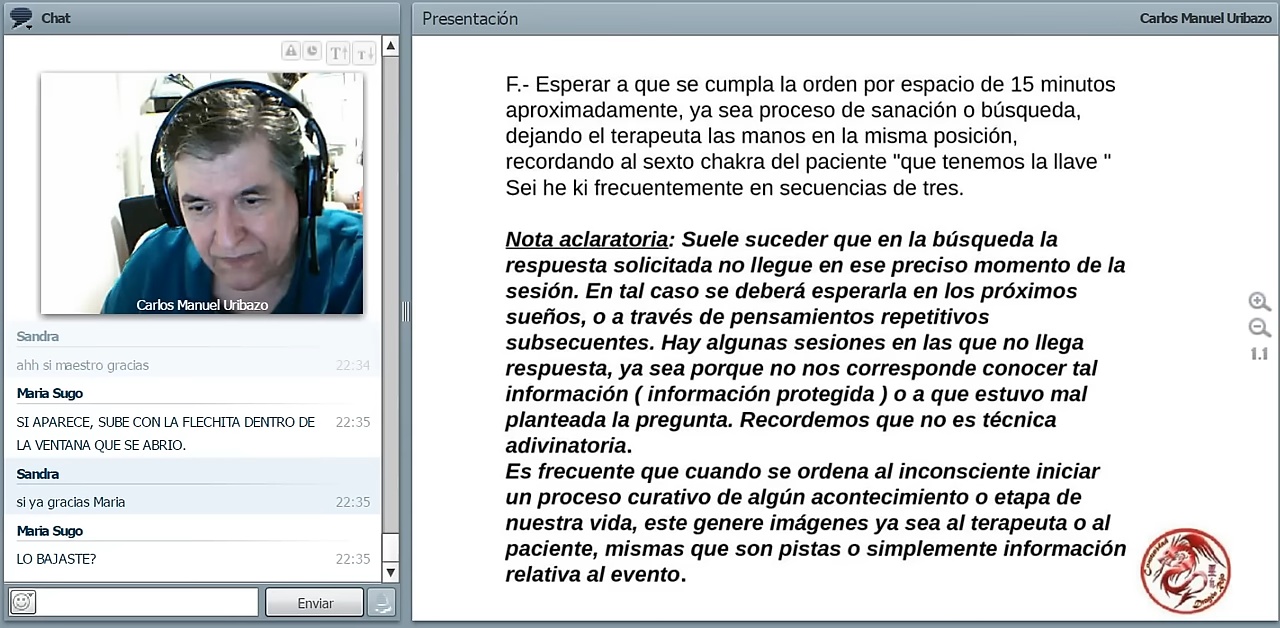 Chat
Carlos Manuel Uribazo
Sandra
ahh si maestro gracias 22:34
Maria Sugo
SI APARECE, SUBE CON LA FLECHITA DENTRO DE 22:35
LA VENTANA QUE SE ABRIO.
Sandra
si ya gracias Maria 22:35
Maria Sugo
LO BAJASTE? 22:35
Enviar
Presentación
Carlos Manuel Uribazo
F.- Esperar a que se cumpla la orden por espacio de 15 minutos
aproximadamente, ya sea proceso de sanación o búsqueda,
dejando el terapeuta las manos en la misma posición,
recordando al sexto chakra del paciente "que tenemos la llave "
Sei he ki frecuentemente en secuencias de tres.
Nota aclaratoria: Suele suceder que en la búsqueda la
respuesta solicitada no llegue en ese preciso momento de la
sesión. En tal caso se deberá esperarla en los próximos
sueños, o a través de pensamientos repetitivos
subsecuentes. Hay algunas sesiones en las que no llega
respuesta, ya sea porque no nos corresponde conocer tal
información ( información protegida ) o a que estuvo mal
planteada la pregunta. Recordemos que no es técnica
adivinatoria.
Es frecuente que cuando se ordena al inconsciente iniciar
un proceso curativo de algún acontecimiento o etapa de
nuestra vida, este genere imágenes ya sea al terapeuta o al
paciente, mismas que son pistas o simplemente información
relativa al evento.
1.1
Comunidad
Dragón Rojo